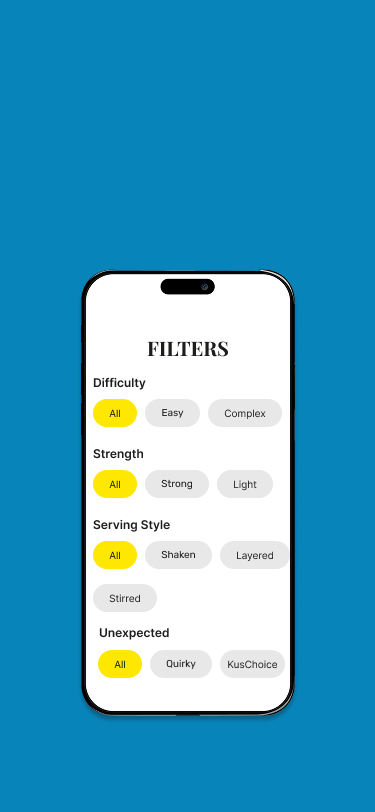 FILTERS
Difficulty
All Easy Complex
Strength
All Strong Light
Serving Style
All Shaken Layered
Stirred
Unexpected
All Quirky KusChoice